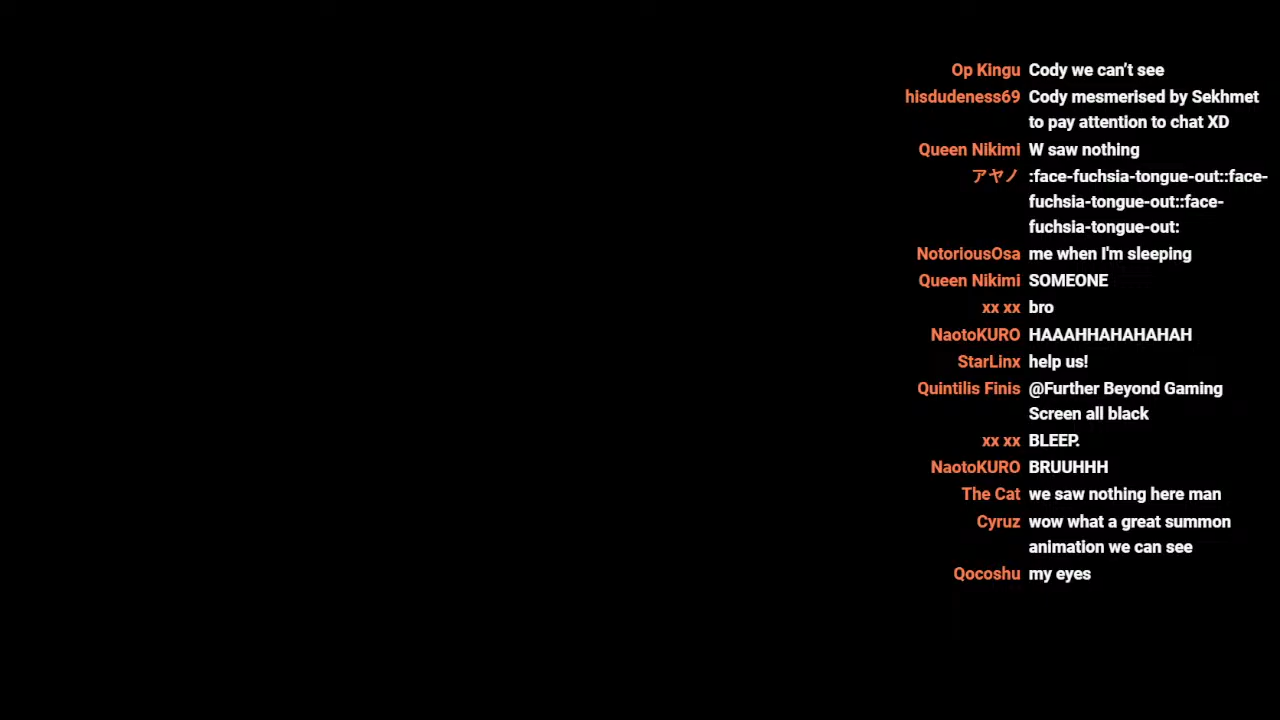 Op Kingu Cody we can't see
hisdudeness69 Cody mesmerised by Sekhmet
to pay attention to chat XD
Queen Nikimi W saw nothing
アヤノ :face-fuchsia-tongue-out::face-
fuchsia-tongue-out::face-
fuchsia-tongue-out:
NotoriousOsa me when I'm sleeping
Queen Nikimi SOMEONE
xx xx bro
NaotoKURO HAAAHHAHAHAHAH
StarLinx help us!
Quintilis Finis @Further Beyond Gaming
Screen all black
xx xx BLEEP.
NaotoKURO BRUUHHH
The Cat we saw nothing here man
Cyruz wow what a great summon
animation we can see
Qocoshu my eyes